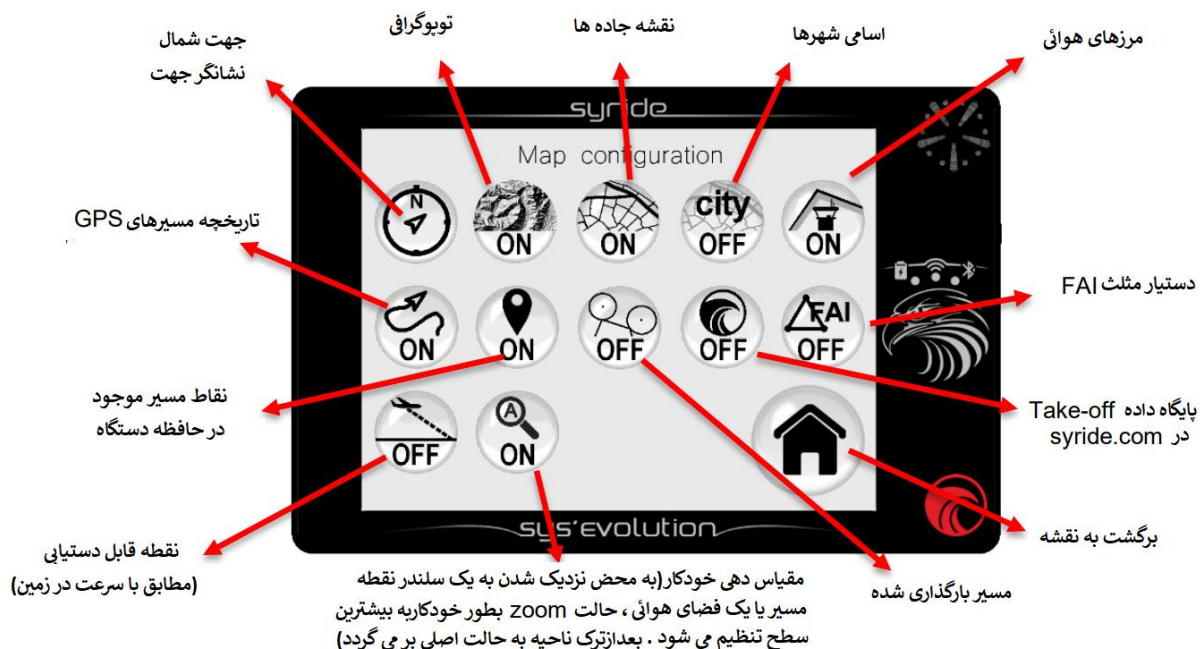 جهت شمال
نشانگر جهت
توپوگرافی
نقشه جاده ها
اسامی شهرها
مرزهای هوائی
syride
Map configuration
N
ON
ON
city
OFF
ON
تاریخچه مسیرهای GPS
ON
ON
OFF
OFF
FAI
OFF
دستیار مثلث FAI
نقاط مسیر موجود
در حافظه دستگاه
پایگاه داده Take-off
در syride.com
OFF
A
ON
sys'evolution
نقطه قابل دستیابی
(مطابق با سرعت در زمین)
مقیاس دهی خودکار(به محض نزدیک شدن به یک سلندر نقطه
مسیر یا یک فضای هوائی ، حالت zoom بطور خودکاربه بیشترین
سطح تنظیم می شود . بعدازترک ناحیه به حالت اصلی بر می گردد)
مسیر بارگذاری شده
برگشت به نقشه